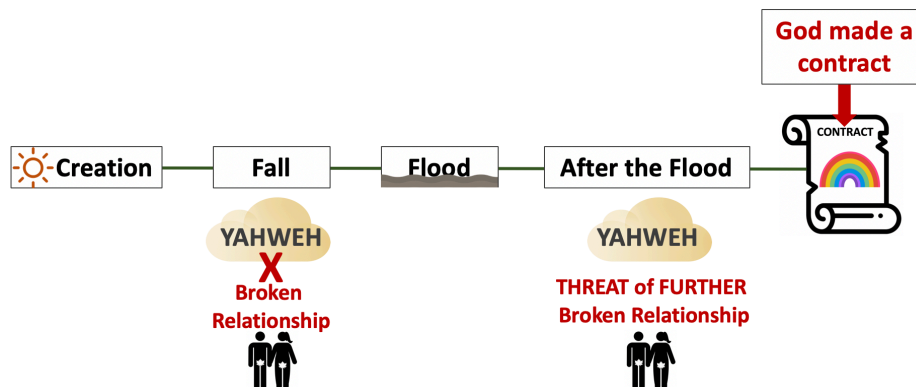 God made a
contract
CONTRACT
Creation
Fall
Flood
After the Flood
YAHWEH
X
Broken
Relationship
YAHWEH
THREAT of FURTHER
Broken Relationship